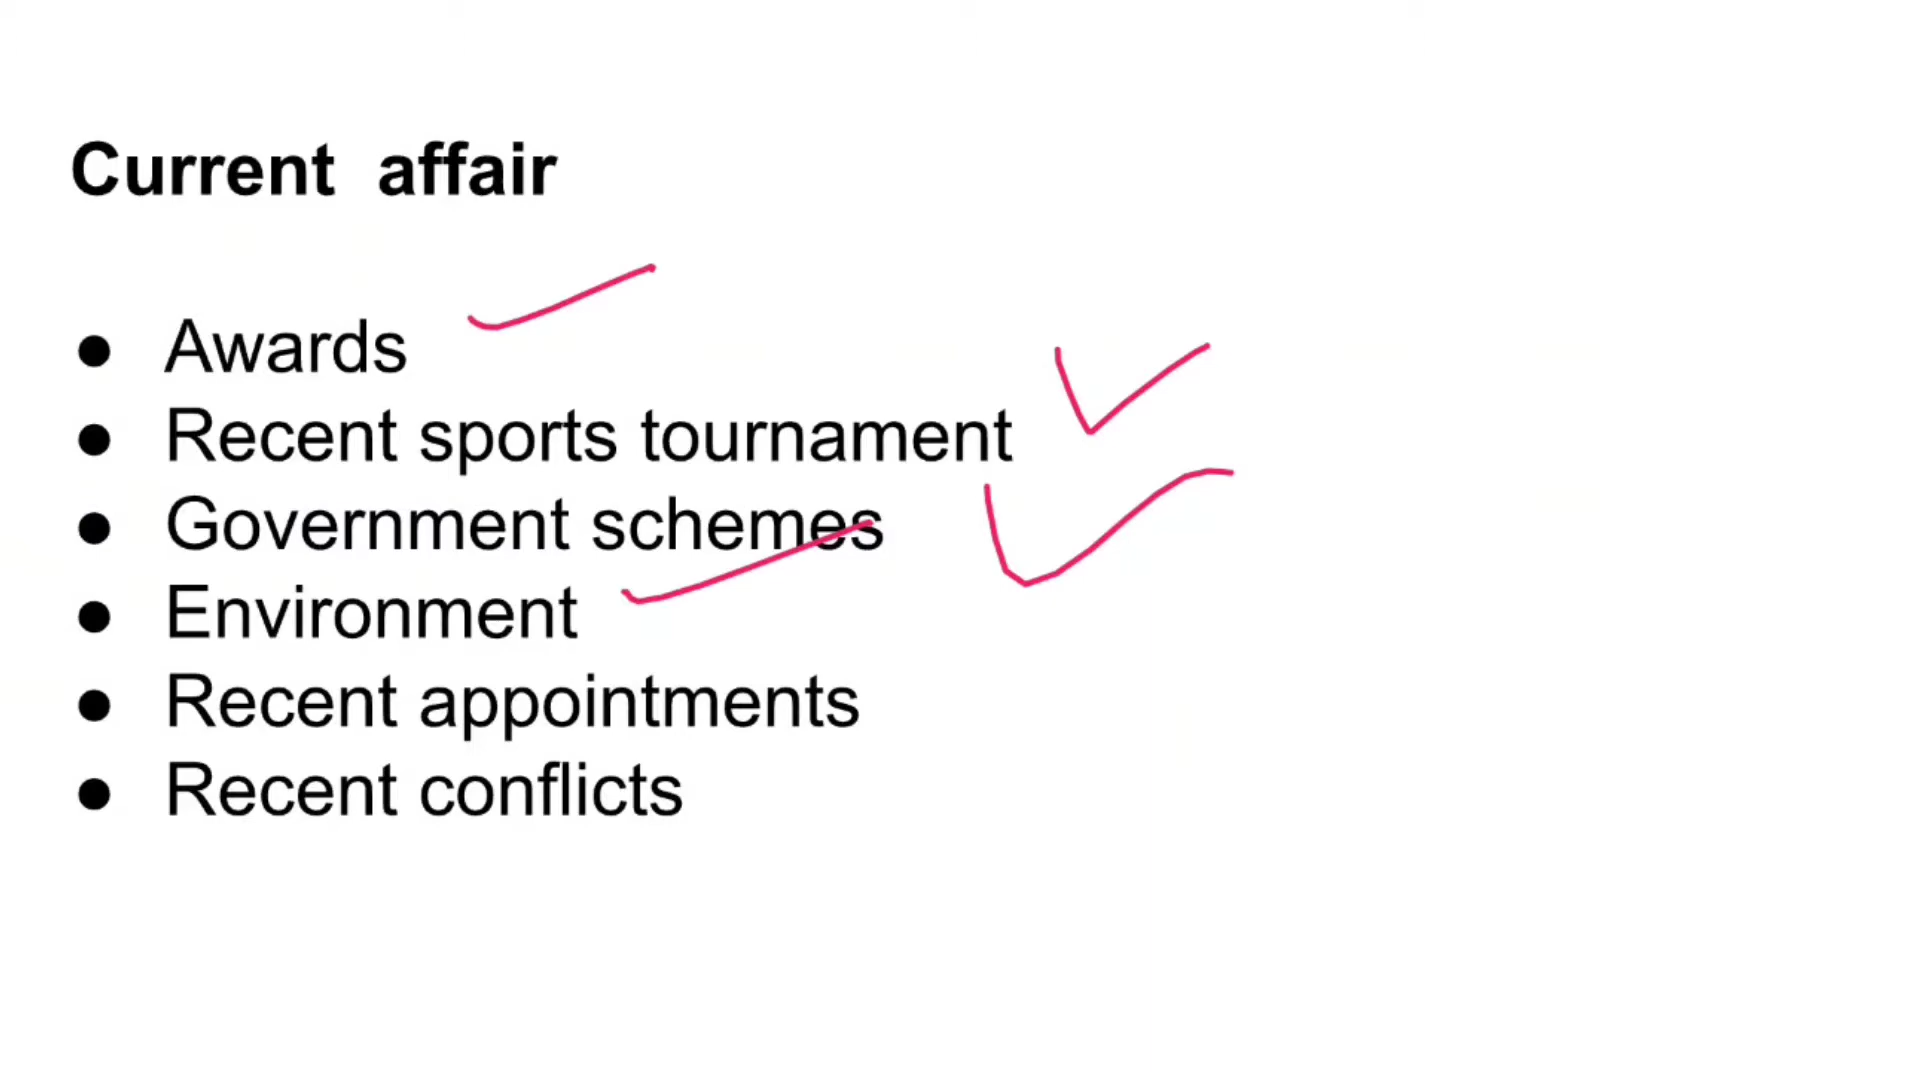 Current affair
● Awards
● Recent sports tournament
● Government schemes
● Environment
● Recent appointments
● Recent conflicts